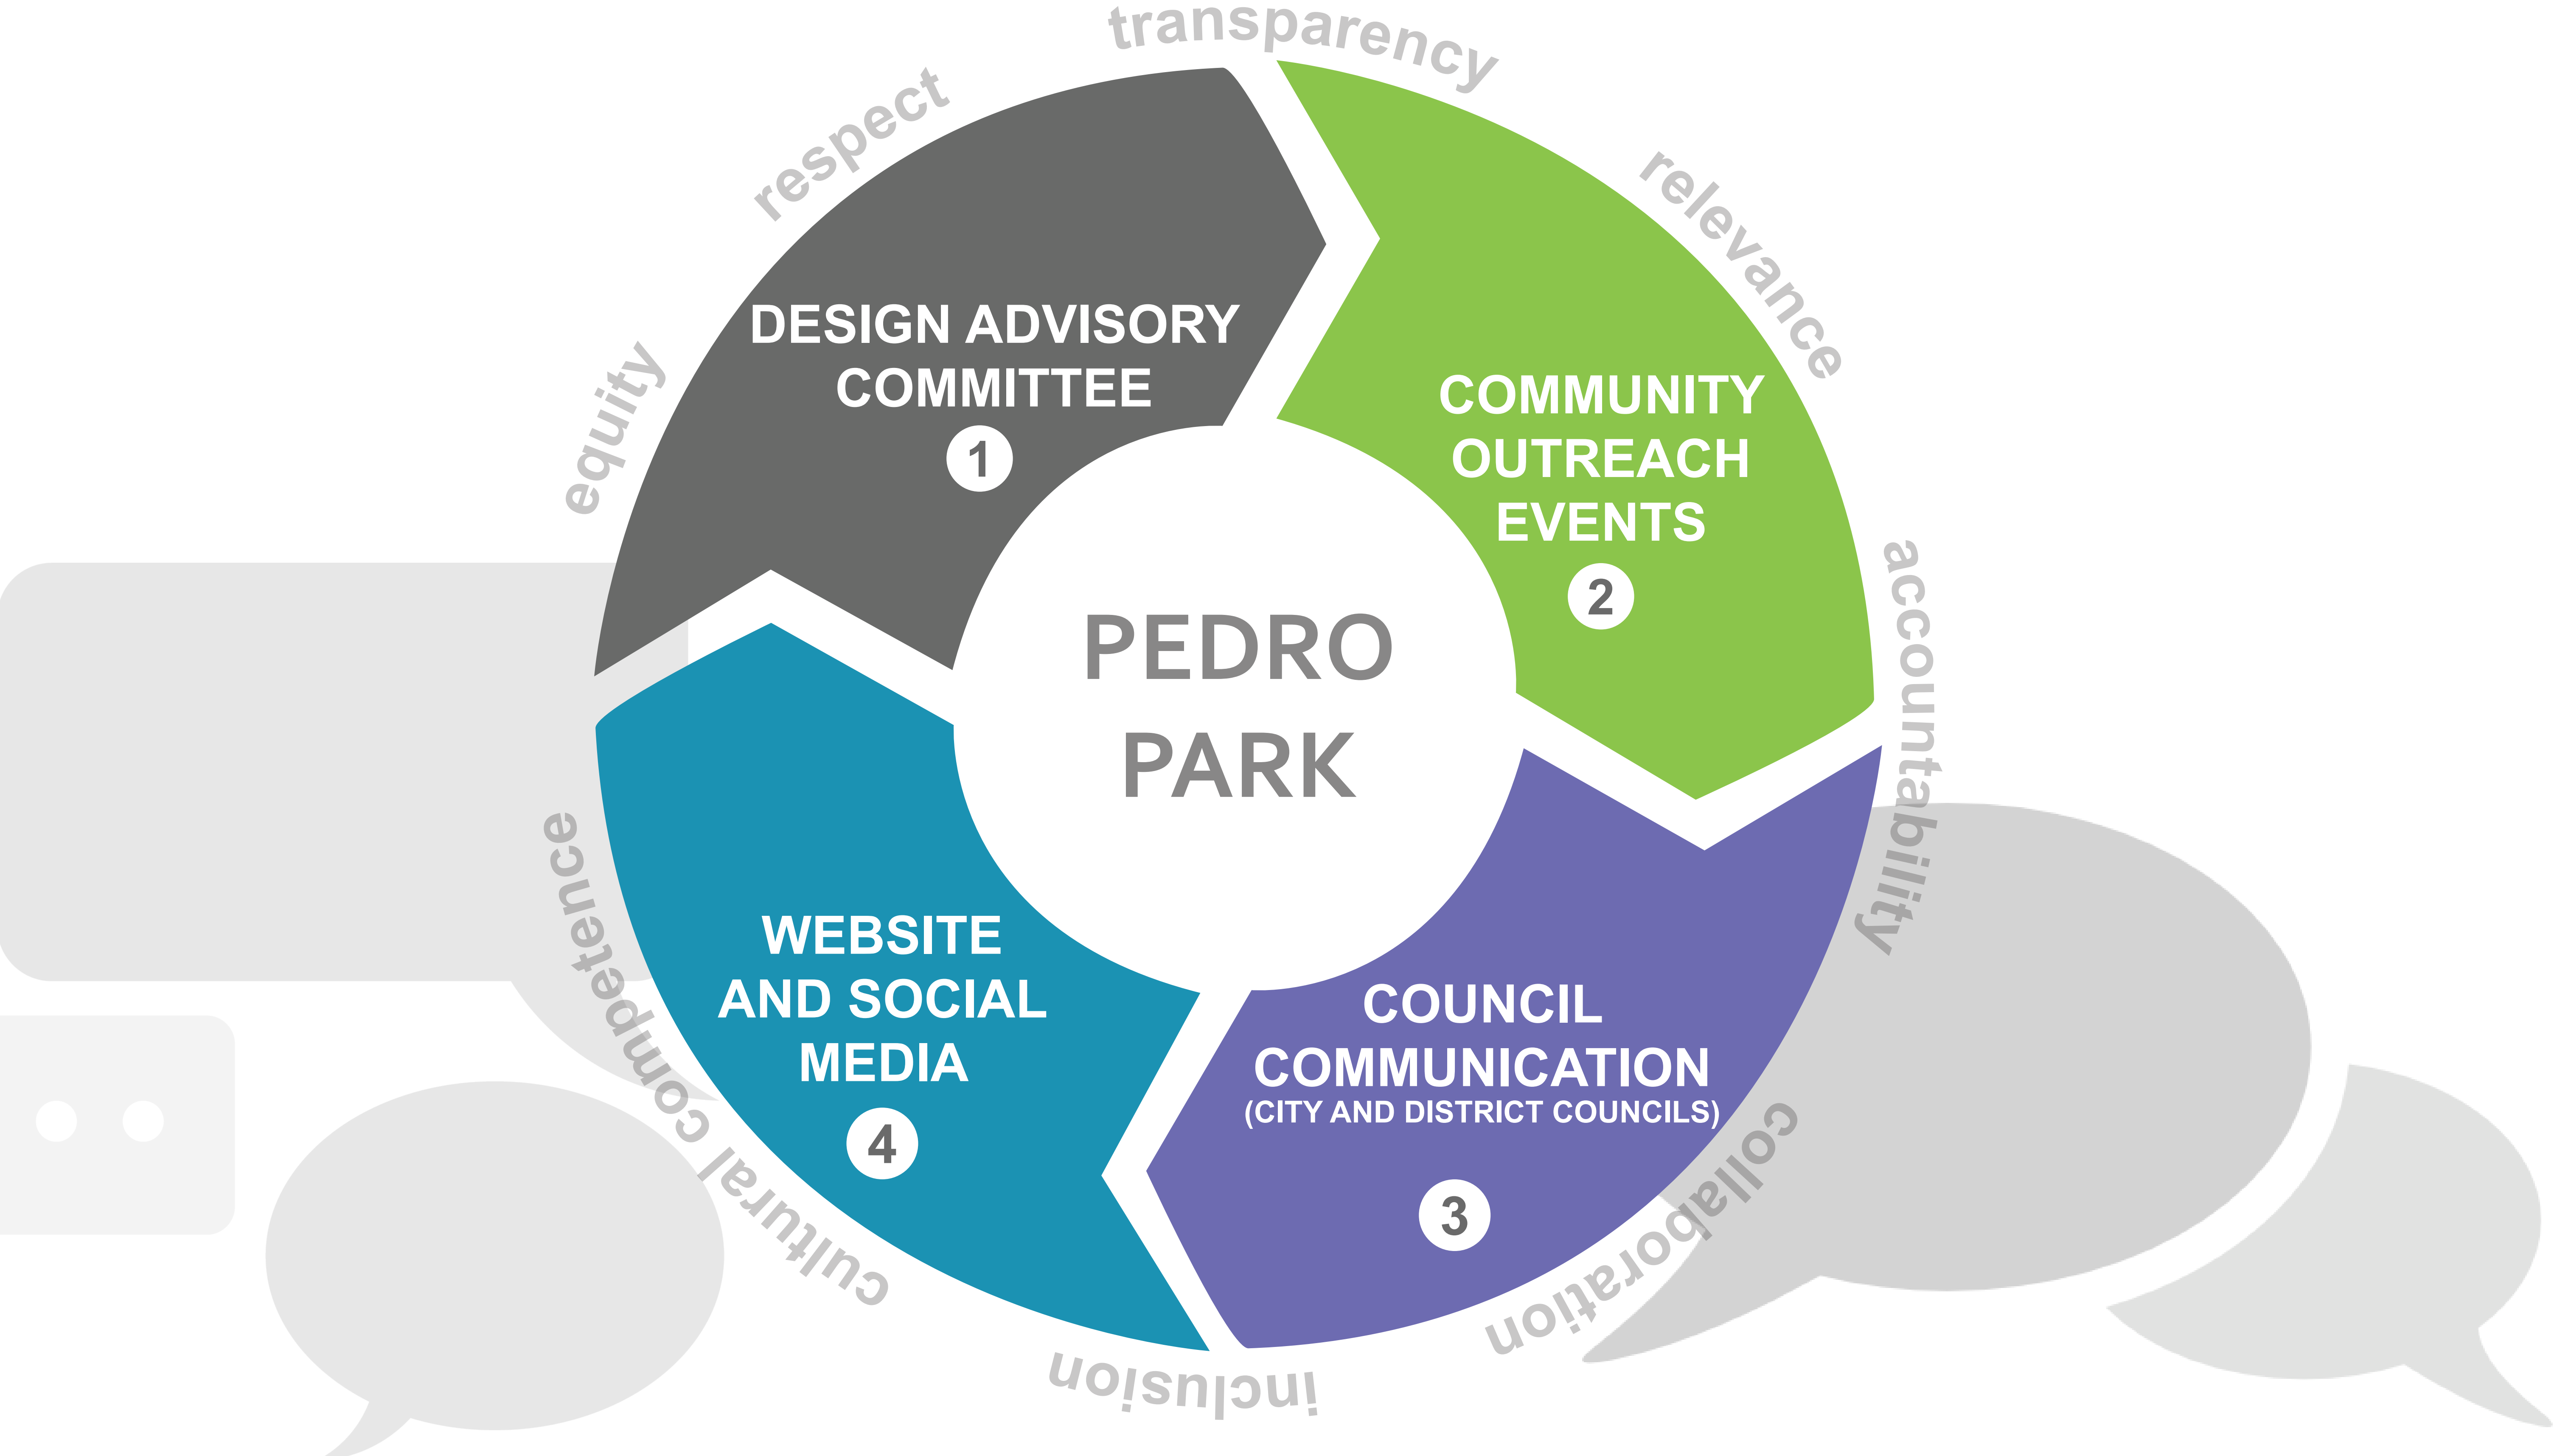 transparency
respect
relevance
equity
DESIGN ADVISORY
COMMITTEE
1
COMMUNITY
OUTREACH
EVENTS
2
accountability
PEDRO
PARK
cultural competence
WEBSITE
AND SOCIAL
MEDIA
4
COUNCIL
COMMUNICATION
(CITY AND DISTRICT COUNCILS)
3
collaboration
inclusion